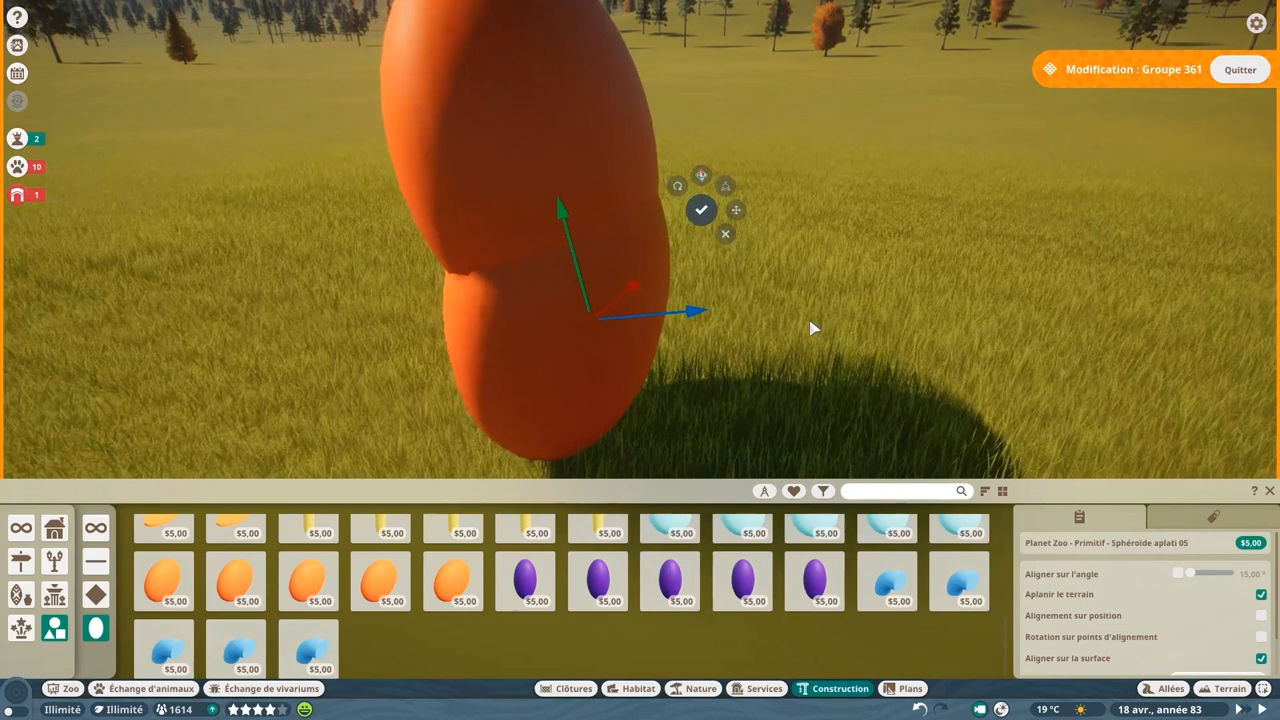 ?
Modification : Groupe 361
Quitter
2
10
1
?
$5,00 $5,00 $5,00 $5,00 $5,00 $5,00 $5,00 $5,00 $5,00 $5,00 $5,00 $5,00
$5,00 $5,00 $5,00 $5,00 $5,00 $5,00 $5,00 $5,00 $5,00 $5,00 $5,00 $5,00
$5,00 $5,00 $5,00
Planet Zoo - Primitif - Sphéroïde aplati 05 $5,00
Aligner sur l'angle 15,00 °
Aplanir le terrain
Alignement sur position
Rotation sur points d'alignement
Aligner sur la surface
Zoo Échange d'animaux Échange de vivariums Clôtures Habitat Nature Services Construction Plans Allées Terrain
Illimité Illimité 1614 19 °C 18 avr., année 83